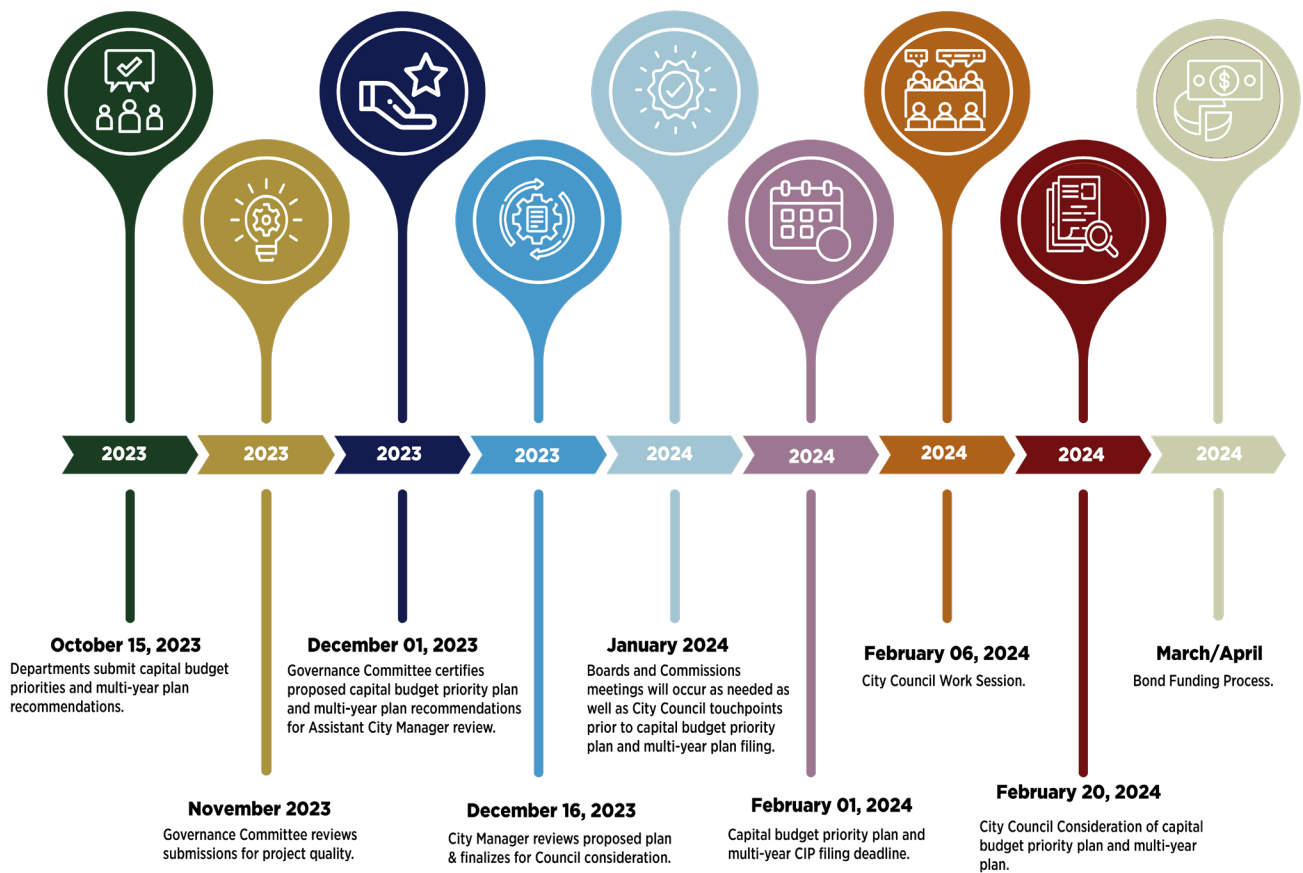 2023
2023
2023
2023
2024
2024
2024
2024
2024
October 15, 2023
Departments submit capital budget
priorities and multi-year plan
recommendations.
November 2023
Governance Committee reviews
submissions for project quality.
December 01, 2023
Governance Committee certifies
proposed capital budget priority plan
and multi-year plan recommendations
for Assistant City Manager review.
December 16, 2023
City Manager reviews proposed plan
& finalizes for Council consideration.
January 2024
Boards and Commissions
meetings will occur as needed as
well as City Council touchpoints
prior to capital budget priority
plan and multi-year plan filing.
February 01, 2024
Capital budget priority plan and
multi-year CIP filing deadline.
February 06, 2024
City Council Work Session.
February 20, 2024
City Council Consideration of capital
budget priority plan and multi-year
plan.
March/April
Bond Funding Process.